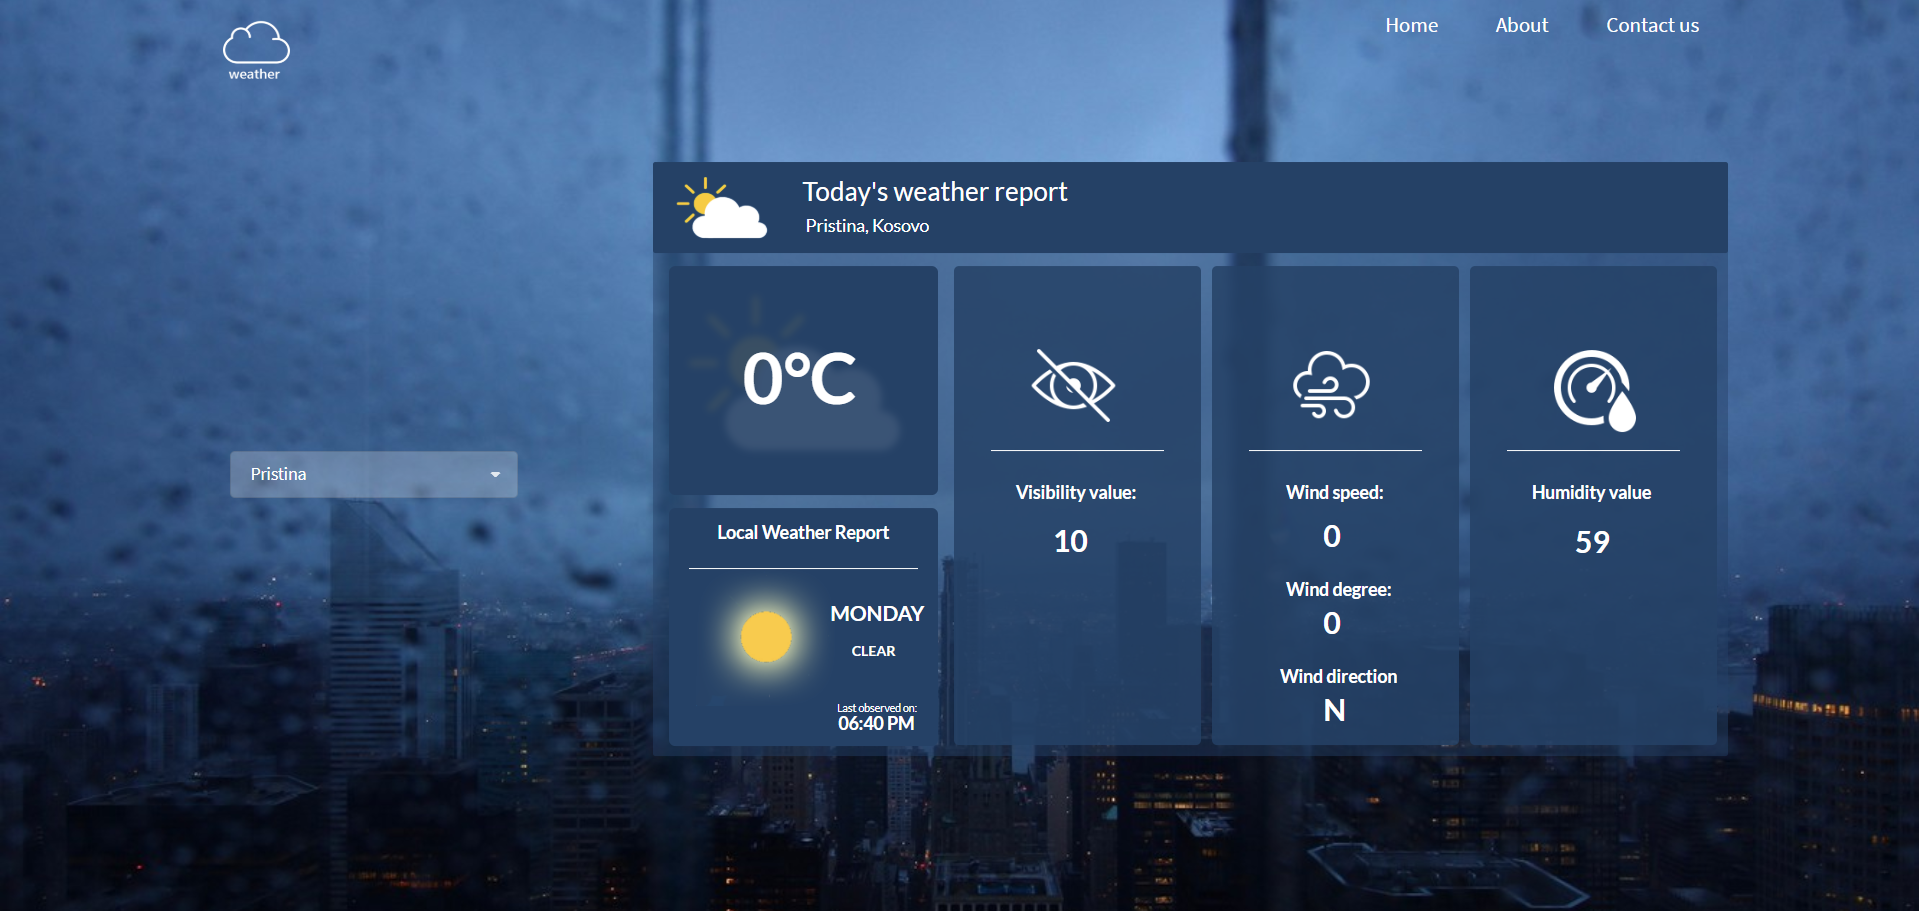 weather
Home
About
Contact us
Today's weather report
Pristina, Kosovo
Pristina
0°C
Local Weather Report
MONDAY
CLEAR
Last observed on:
06:40 PM
Visibility value:
10
Wind speed:
0
Wind degree:
0
Wind direction
N
Humidity value
59